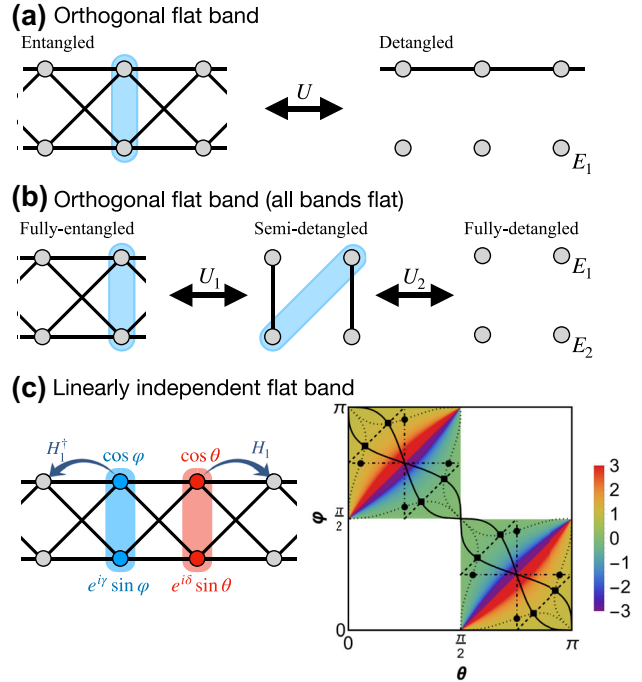 (a) Orthogonal flat band
Entangled
Detangled
U
E₁
(b) Orthogonal flat band (all bands flat)
Fully-entangled
Semi-detangled
Fully-detangled
U₁
U₂
E₁
E₂
(c) Linearly independent flat band
H₁†
cos φ
cos θ
H₁
e^{iγ} sin φ
e^{iδ} sin θ
π
π/2
0
φ
0
π/2
π
θ
3
2
1
0
-1
-2
-3